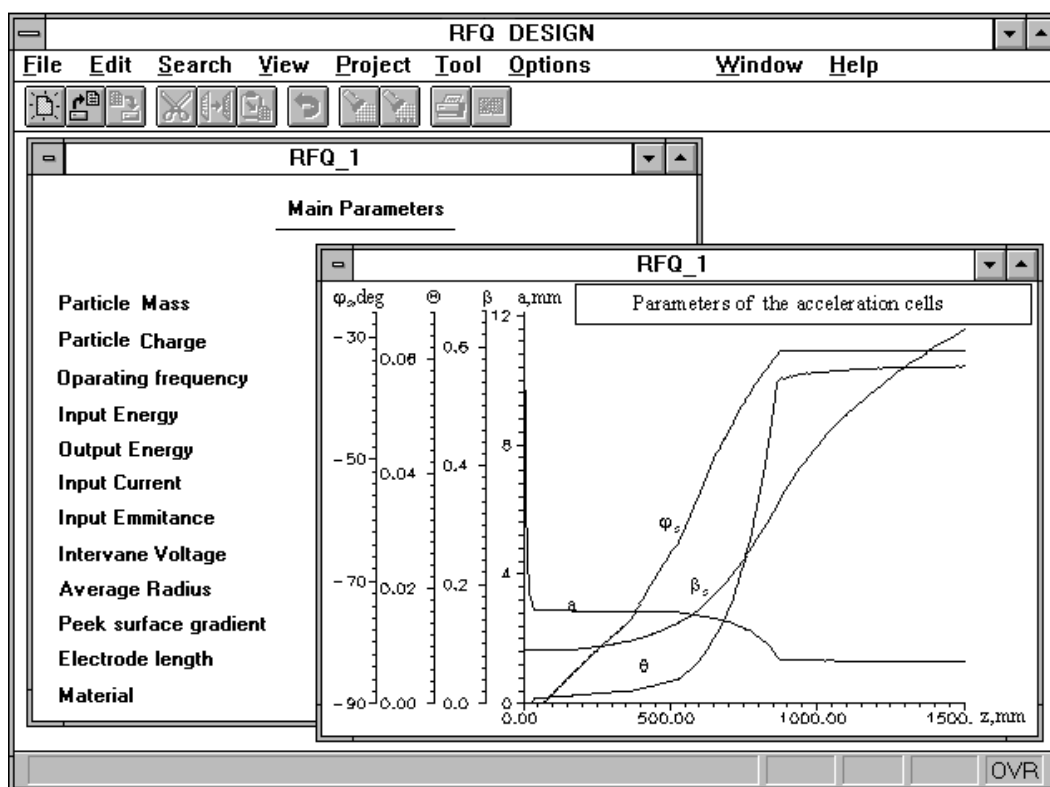 RFQ DESIGN
File Edit Search View Project Tool Options Window Help
RFQ_1
Main Parameters
Particle Mass
Particle Charge
Oparating frequency
Input Energy
Output Energy
Input Current
Input Emmitance
Intervane Voltage
Average Radius
Peek surface gradient
Electrode length
Material
RFQ_1
φs,deg Θ β a,mm
Parameters of the acceleration cells
12
-30 0.06 0.6
8
-50 0.04 0.4
φs
4
-70 0.02 0.2
βs
a
θ
-90 0.00 0.0 0
0.00 500.00 1000.00 1500. z,mm
OVR